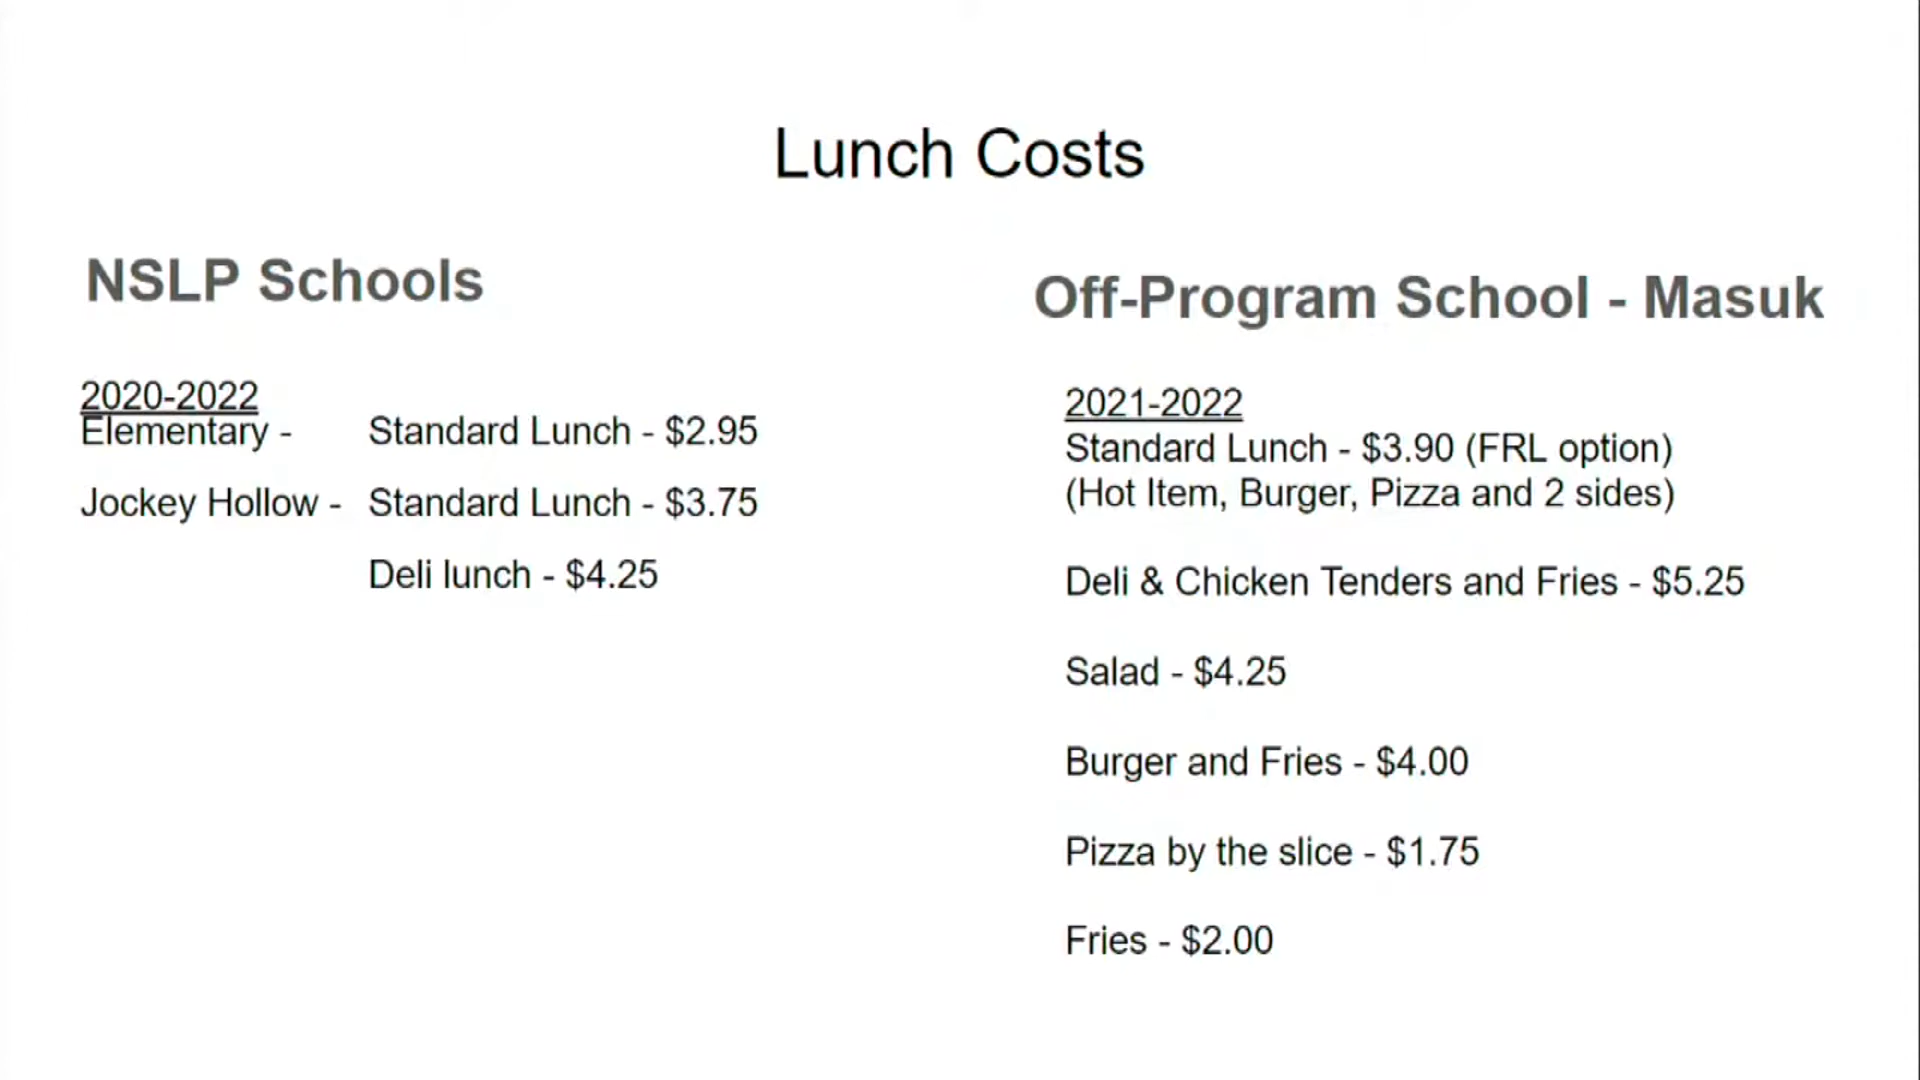 Lunch Costs
NSLP Schools
2020-2022
Elementary - Standard Lunch - $2.95
Jockey Hollow - Standard Lunch - $3.75
Deli lunch - $4.25
Off-Program School - Masuk
2021-2022
Standard Lunch - $3.90 (FRL option)
(Hot Item, Burger, Pizza and 2 sides)
Deli & Chicken Tenders and Fries - $5.25
Salad - $4.25
Burger and Fries - $4.00
Pizza by the slice - $1.75
Fries - $2.00